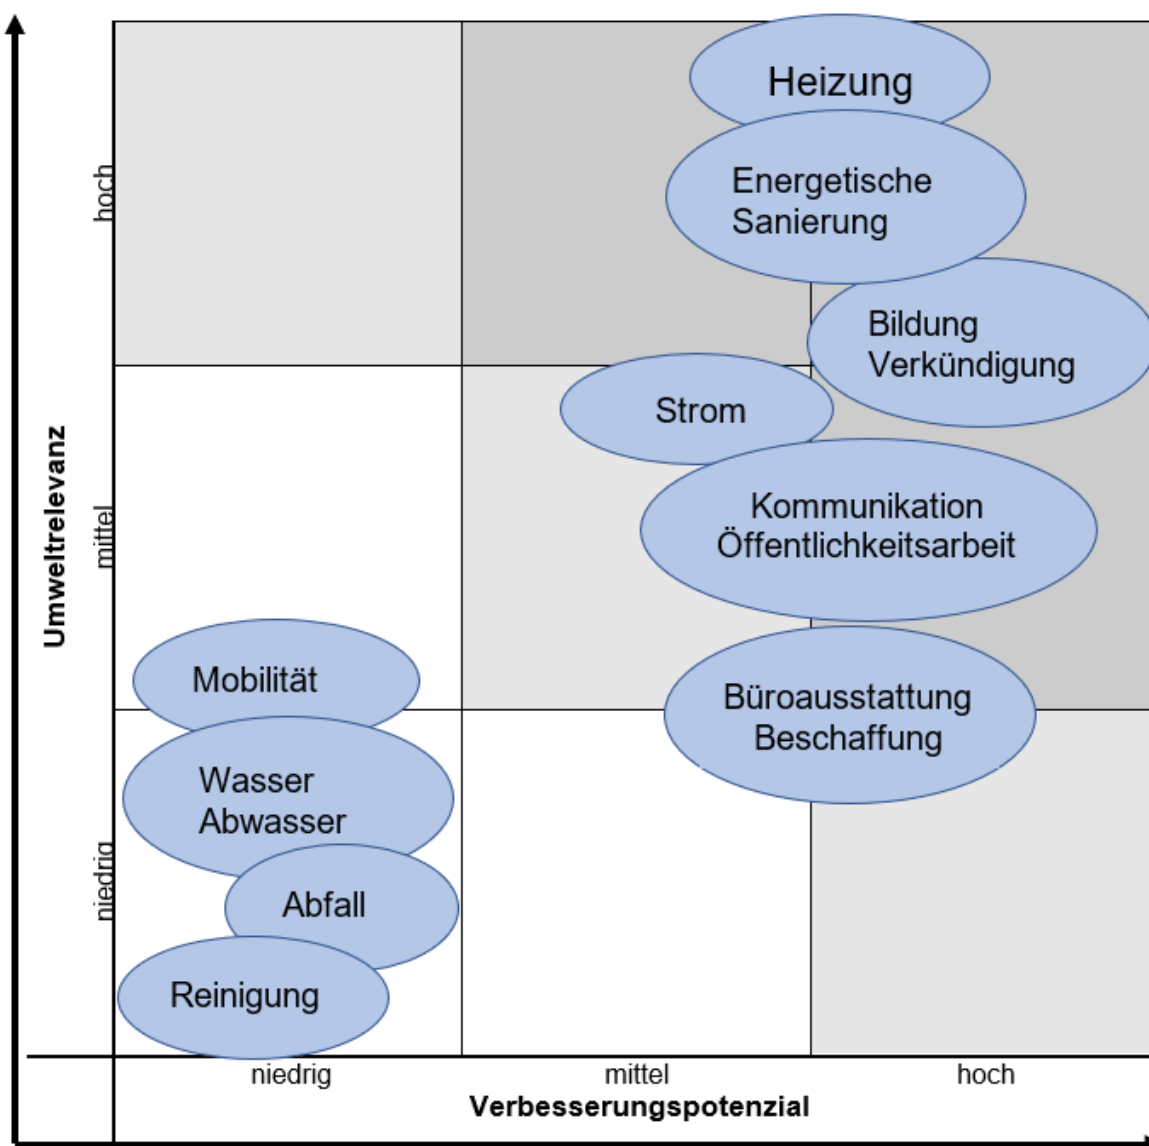 Heizung
Energetische
Sanierung
hoch
Bildung
Verkündigung
Strom
Kommunikation
Öffentlichkeitsarbeit
Umweltrelevanz
mittel
Mobilität
Büroausstattung
Beschaffung
Wasser
Abwasser
niedrig
Abfall
Reinigung
niedrig
mittel
hoch
Verbesserungspotenzial